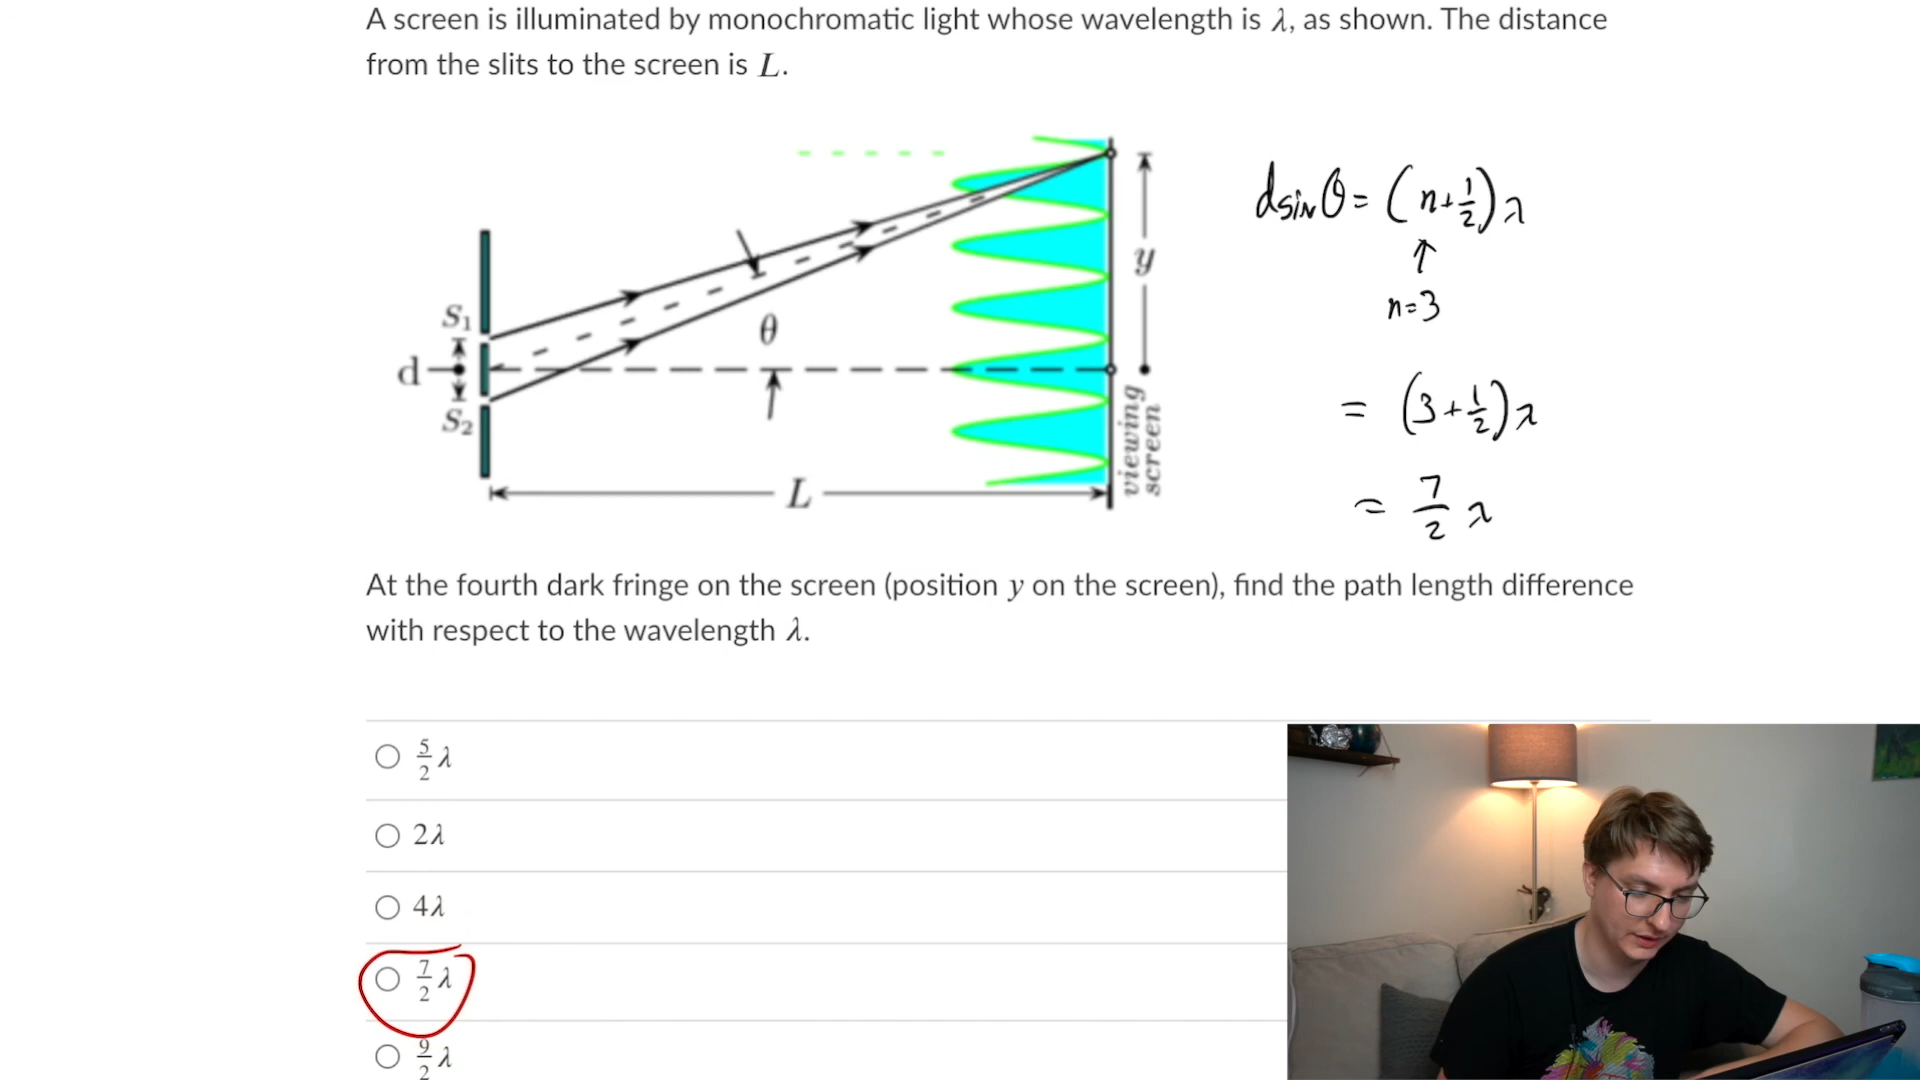 A screen is illuminated by monochromatic light whose wavelength is λ, as shown. The distance
from the slits to the screen is L.
S₁
d
S₂
θ
L
y
viewing
screen
dsinθ = (n+½)λ
↑
n=3
= (3+½)λ
= 7/2 λ
At the fourth dark fringe on the screen (position y on the screen), find the path length difference
with respect to the wavelength λ.
5/2 λ
2λ
4λ
7/2 λ
9/2 λ